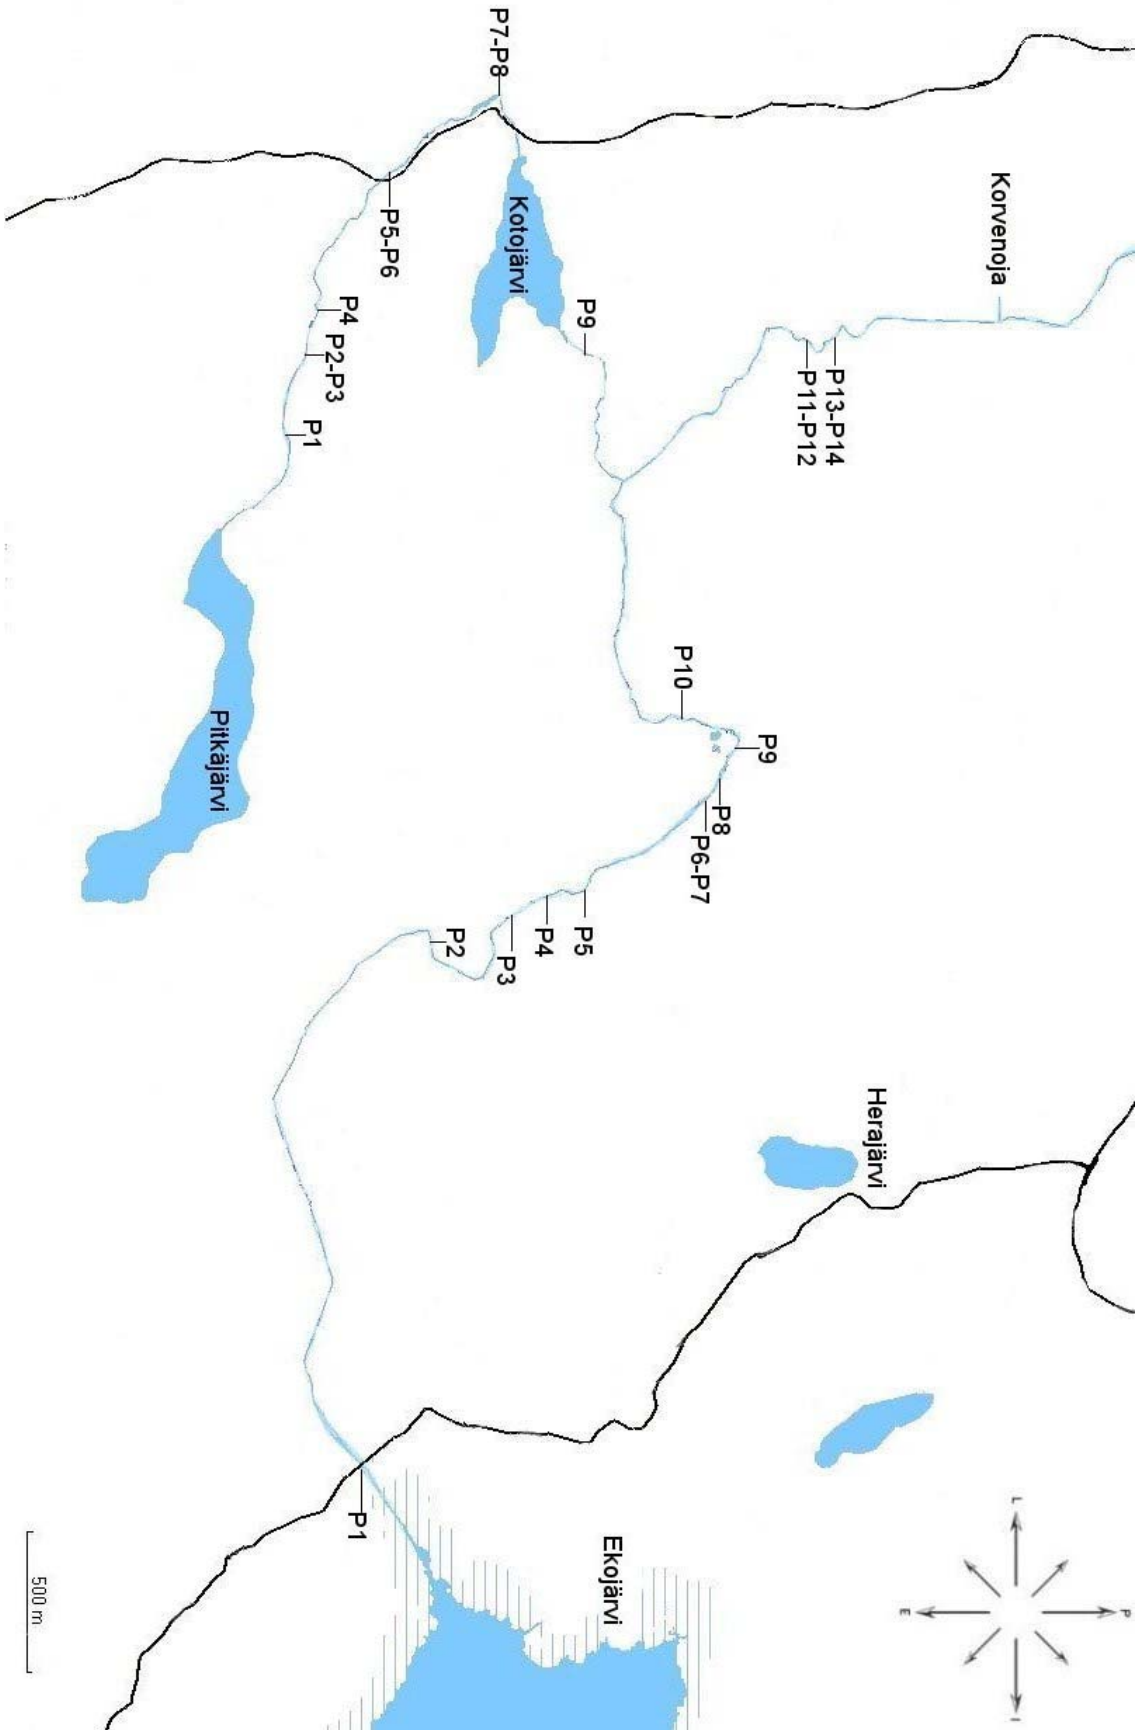 P7-P8
Kotojärvi
P5-P6
P4
P2-P3
P1
P9
Korvenoja
P13-P14
P11-P12
Pitkäjärvi
P10
P9
P8
P6-P7
P5
P4
P3
P2
Herajärvi
P1
Ekojärvi
500 m
L
P
E
I